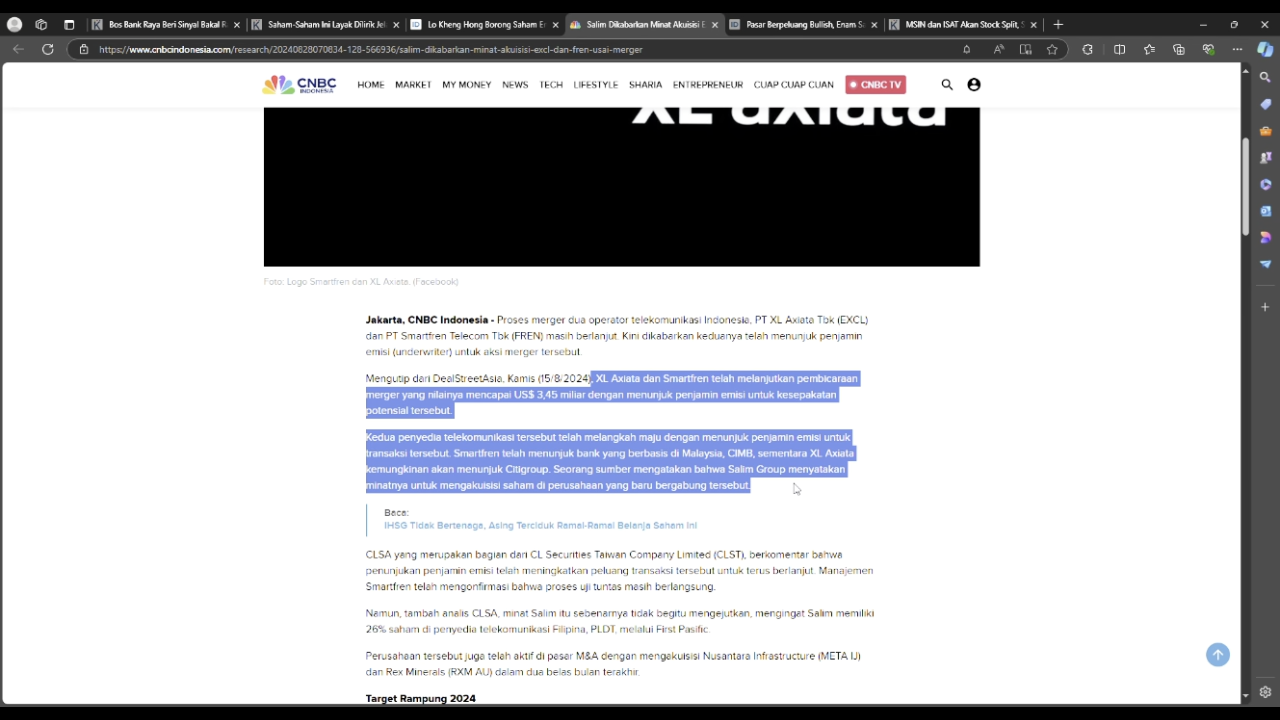 Bos Bank Raya Beri Sinyal Bakal R
Saham-Saham Ini Layak Dilirik Jel
Lo Kheng Hong Borong Saham Em
Salim Dikabarkan Minat Akuisisi E
Pasar Berpeluang Bullish, Enam Sa
MSIN dan ISAT Akan Stock Split, S
https://www.cnbcindonesia.com/research/20240828070834-128-566936/salim-dikabarkan-minat-akuisisi-excl-dan-fren-usai-merger
CNBC INDONESIA
HOME MARKET MY MONEY NEWS TECH LIFESTYLE SHARIA ENTREPRENEUR CUAP CUAP CUAN CNBC TV
XL axiata
Foto: Logo Smartfren dan XL Axiata. (Facebook)
Jakarta, CNBC Indonesia - Proses merger dua operator telekomunikasi Indonesia, PT XL Axiata Tbk (EXCL)
dan PT Smartfren Telecom Tbk (FREN) masih berlanjut. Kini dikabarkan keduanya telah menunjuk penjamin
emisi (underwriter) untuk aksi merger tersebut.
Mengutip dari DealStreetAsia, Kamis (15/8/2024), XL Axiata dan Smartfren telah melanjutkan pembicaraan
merger yang nilainya mencapai US$ 3,45 miliar dengan menunjuk penjamin emisi untuk kesepakatan
potensial tersebut.
Kedua penyedia telekomunikasi tersebut telah melangkah maju dengan menunjuk penjamin emisi untuk
transaksi tersebut. Smartfren telah menunjuk bank yang berbasis di Malaysia, CIMB, sementara XL Axiata
kemungkinan akan menunjuk Citigroup. Seorang sumber mengatakan bahwa Salim Group menyatakan
minatnya untuk mengakuisisi saham di perusahaan yang baru bergabung tersebut.
Baca:
IHSG Tidak Bertenaga, Asing Terciduk Ramai-Ramai Belanja Saham Ini
CLSA yang merupakan bagian dari CL Securities Taiwan Company Limited (CLST), berkomentar bahwa
penunjukan penjamin emisi telah meningkatkan peluang transaksi tersebut untuk terus berlanjut. Manajemen
Smartfren telah mengonfirmasi bahwa proses uji tuntas masih berlangsung.
Namun, tambah analis CLSA, minat Salim itu sebenarnya tidak begitu mengejutkan, mengingat Salim memiliki
26% saham di penyedia telekomunikasi Filipina, PLDT, melalui First Pasific.
Perusahaan tersebut juga telah aktif di pasar M&A dengan mengakuisisi Nusantara Infrastructure (META IJ)
dan Rex Minerals (RXM AU) dalam dua belas bulan terakhir.
Target Rampung 2024